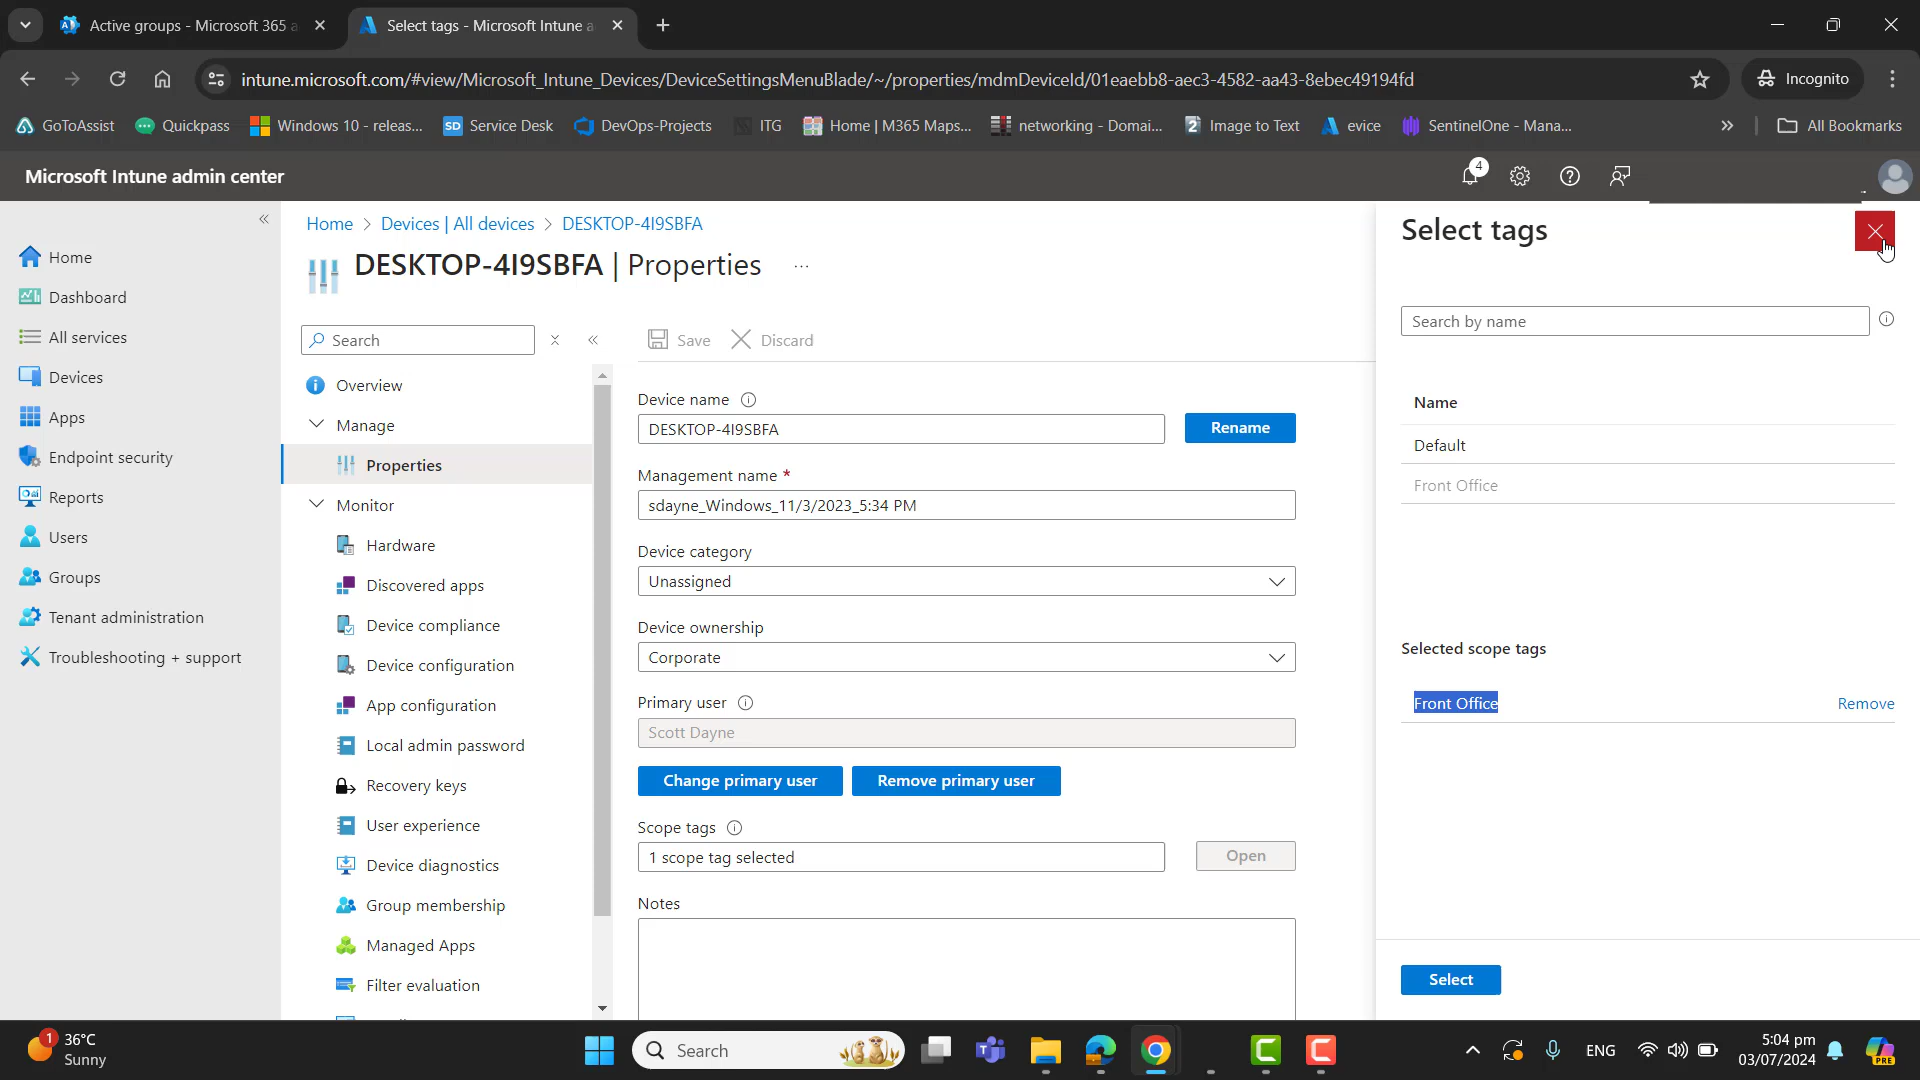 Active groups - Microsoft 365 a
Select tags - Microsoft Intune a
intune.microsoft.com/#view/Microsoft_Intune_Devices/DeviceSettingsMenuBlade/~/properties/mdmDeviceId/01eaebb8-aec3-4582-aa43-8ebec49194fd
Incognito
GoToAssist
Quickpass
Windows 10 - releas...
SD Service Desk
DevOps-Projects
ITG
Home | M365 Maps...
networking - Domai...
Image to Text
evice
SentinelOne - Mana...
All Bookmarks
Microsoft Intune admin center
4
Home
Dashboard
All services
Devices
Apps
Endpoint security
Reports
Users
Groups
Tenant administration
Troubleshooting + support
Home > Devices | All devices > DESKTOP-4I9SBFA
DESKTOP-4I9SBFA | Properties
Search
Overview
Manage
Properties
Monitor
Hardware
Discovered apps
Device compliance
Device configuration
App configuration
Local admin password
Recovery keys
User experience
Device diagnostics
Group membership
Managed Apps
Filter evaluation
Save
Discard
Device name
DESKTOP-4I9SBFA
Rename
Management name *
sdayne_Windows_11/3/2023_5:34 PM
Device category
Unassigned
Device ownership
Corporate
Primary user
Scott Dayne
Change primary user
Remove primary user
Scope tags
1 scope tag selected
Open
Notes
Select tags
Search by name
Name
Default
Front Office
Selected scope tags
Front Office
Remove
Select
1
36°C
Sunny
Search
ENG
5:04 pm
03/07/2024
PRE